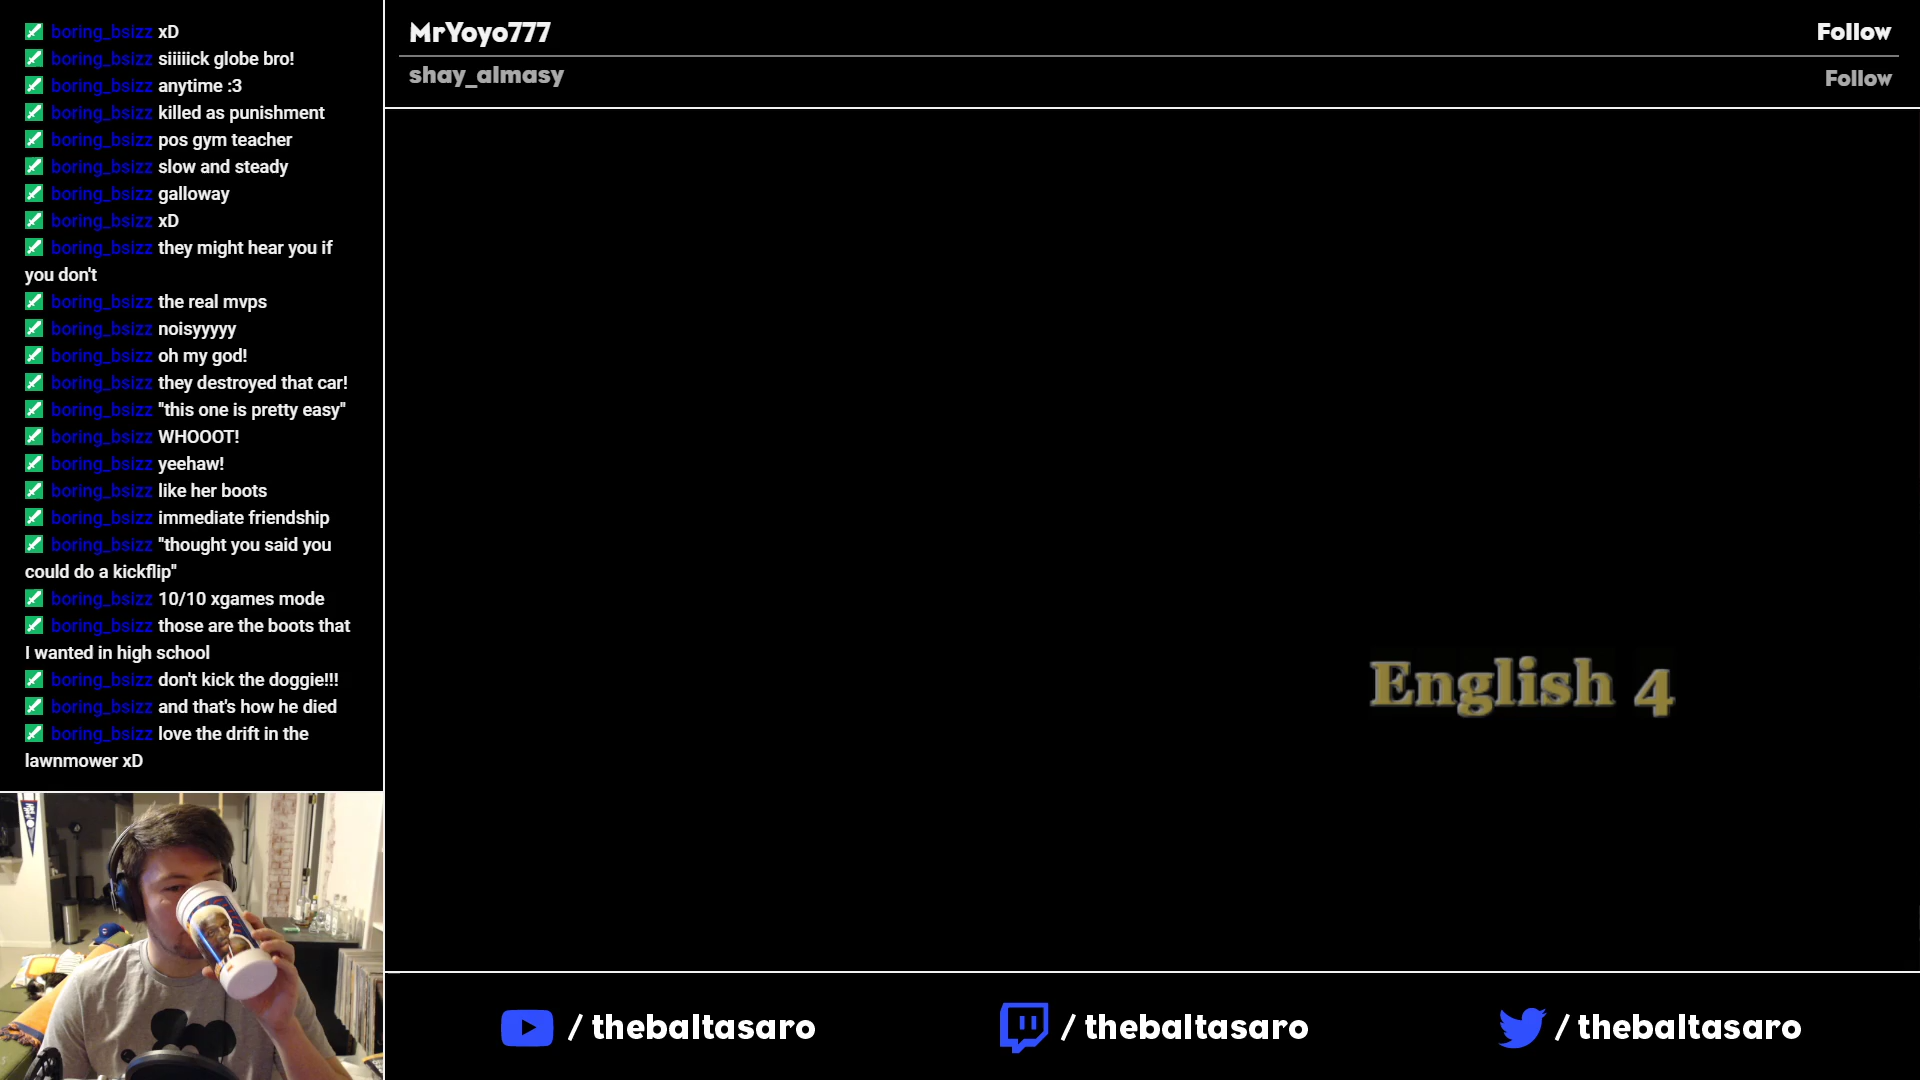 boring_bsizz xD
boring_bsizz siiiiick globe bro!
boring_bsizz anytime :3
boring_bsizz killed as punishment
boring_bsizz pos gym teacher
boring_bsizz slow and steady
boring_bsizz galloway
boring_bsizz xD
boring_bsizz they might hear you if
you don't
boring_bsizz the real mvps
boring_bsizz noisyyyyy
boring_bsizz oh my god!
boring_bsizz they destroyed that car!
boring_bsizz "this one is pretty easy"
boring_bsizz WHOOOT!
boring_bsizz yeehaw!
boring_bsizz like her boots
boring_bsizz immediate friendship
boring_bsizz "thought you said you
could do a kickflip"
boring_bsizz 10/10 xgames mode
boring_bsizz those are the boots that
I wanted in high school
boring_bsizz don't kick the doggie!!!
boring_bsizz and that's how he died
boring_bsizz love the drift in the
lawnmower xD
MrYoyo777 Follow
shay_almasy Follow
English 4
/ thebaltasaro / thebaltasaro / thebaltasaro